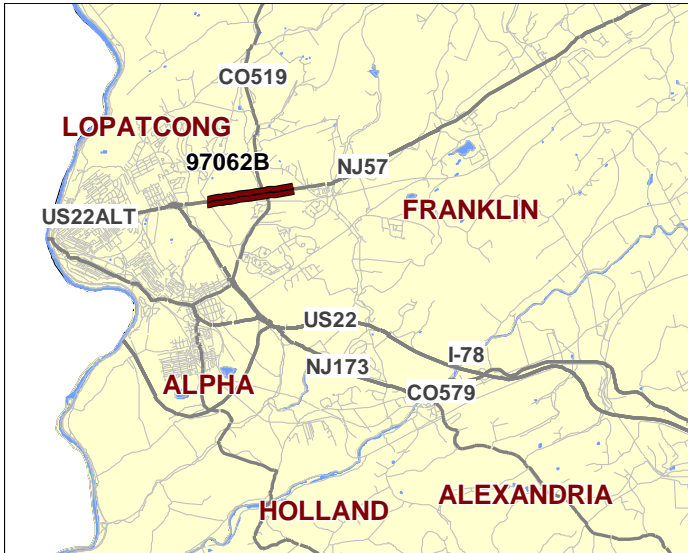 CO519
LOPATCONG
97062B
NJ57
US22ALT
FRANKLIN
US22
I-78
NJ173
ALPHA
CO579
ALEXANDRIA
HOLLAND